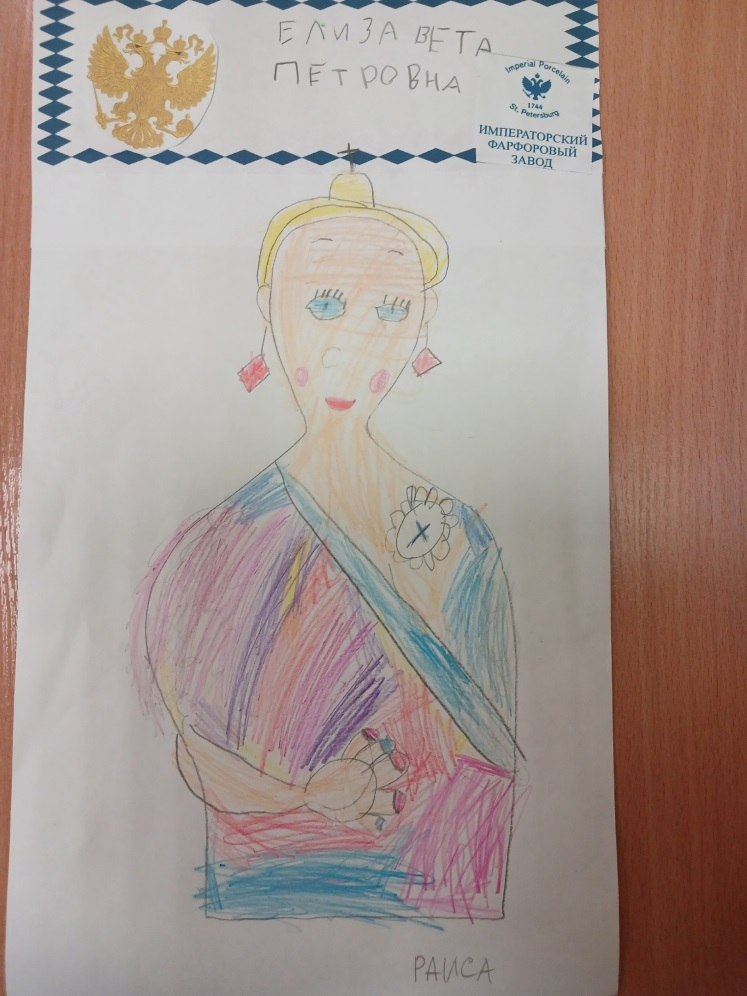 ЕЛИЗАВЕТА
ПЕТРОВНА
Imperial Porcelain
1744
St. Petersburg
ИМПЕРАТОРСКИЙ
ФАРФОРОВЫЙ
ЗАВОД
РАИСА